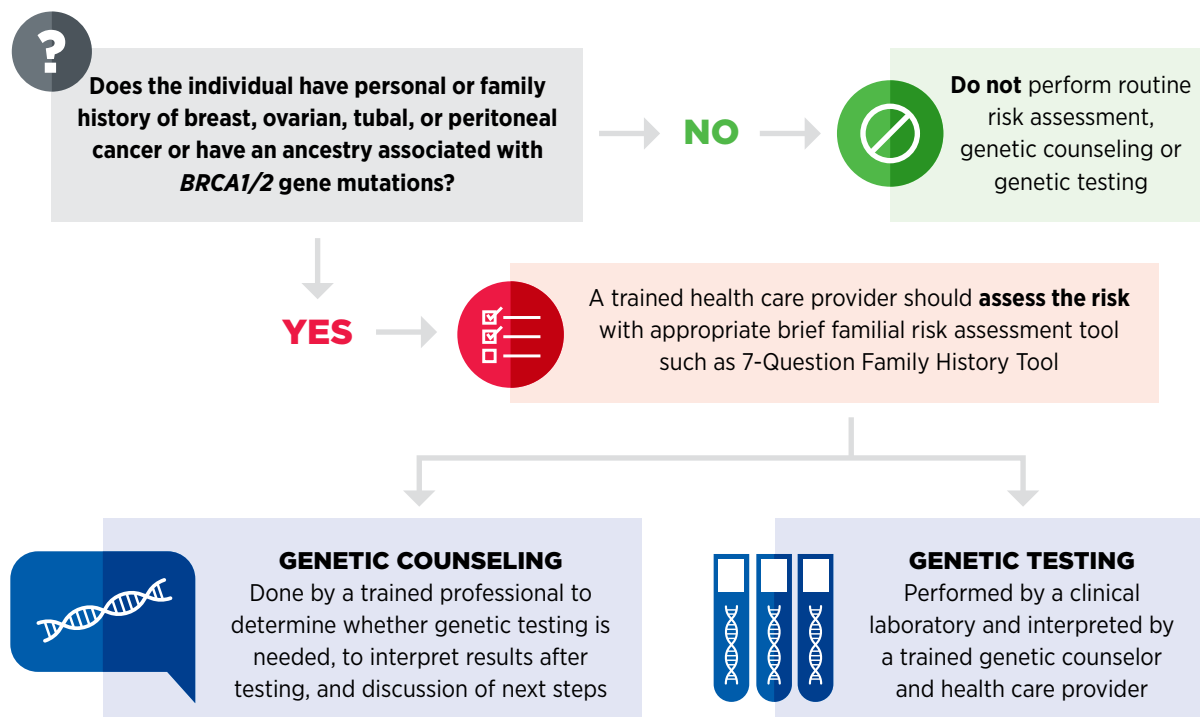 ?
Does the individual have personal or family
history of breast, ovarian, tubal, or peritoneal
cancer or have an ancestry associated with
BRCA1/2 gene mutations?
NO
Do not perform routine
risk assessment,
genetic counseling or
genetic testing
YES
A trained health care provider should assess the risk
with appropriate brief familial risk assessment tool
such as 7-Question Family History Tool
GENETIC COUNSELING
Done by a trained professional to
determine whether genetic testing is
needed, to interpret results after
testing, and discussion of next steps
GENETIC TESTING
Performed by a clinical
laboratory and interpreted by
a trained genetic counselor
and health care provider